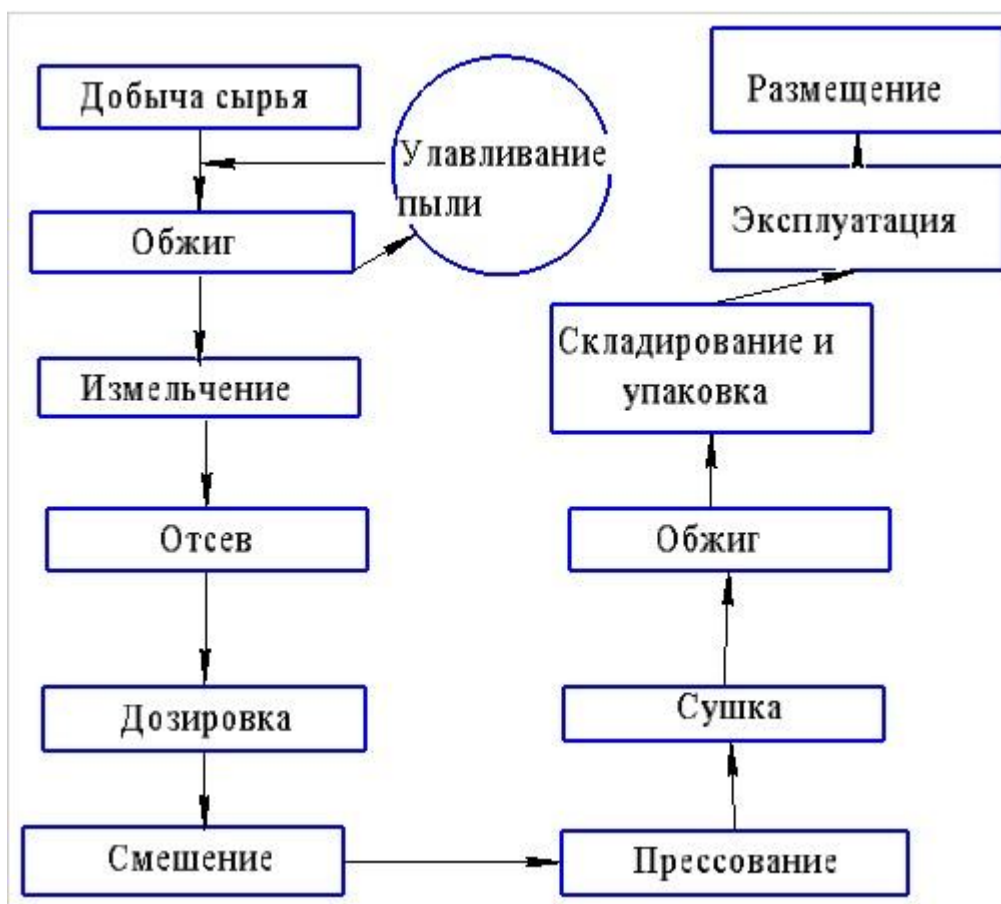 Добыча сырья
Улавливание
пыли
Обжиг
Измельчение
Отсев
Дозировка
Смешение
Прессование
Сушка
Обжиг
Складирование и
упаковка
Эксплуатация
Размещение